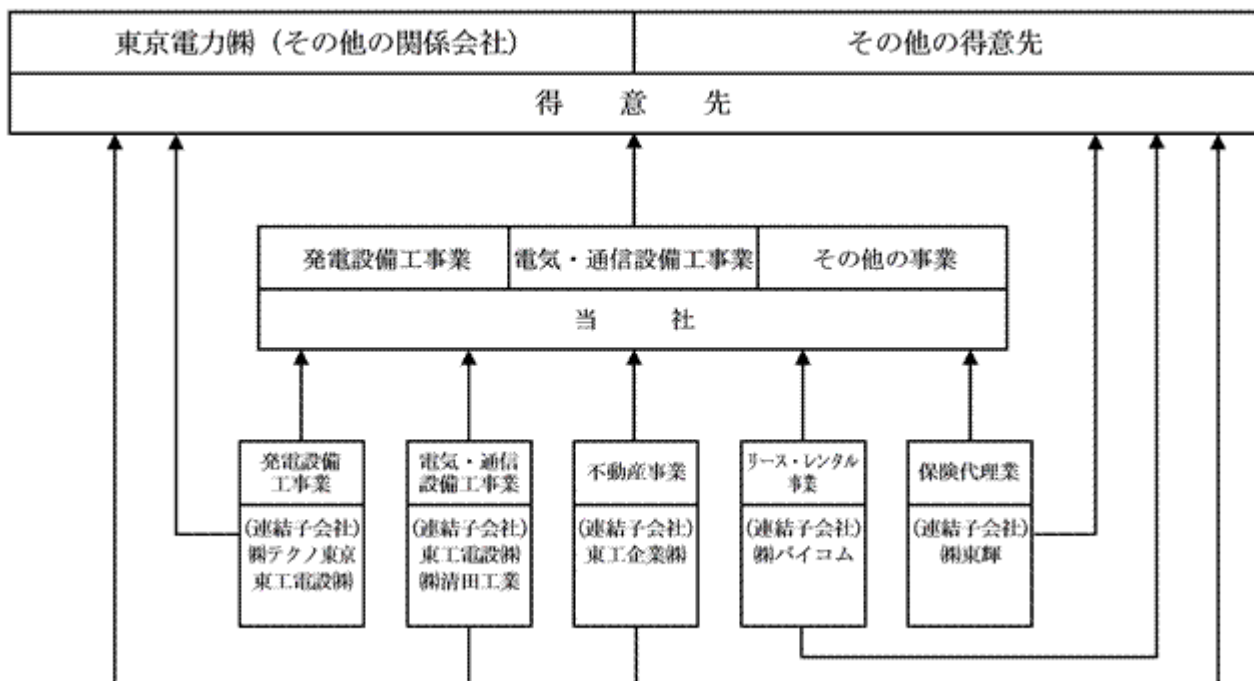 東京電力㈱（その他の関係会社）
その他の得意先
得 意 先
発電設備工事業
電気・通信設備工事業
その他の事業
当 社
発電設備
工事業
(連結子会社)
㈱テクノ東京
東工電設㈱
電気・通信
設備工事業
(連結子会社)
東工電設㈱
㈱清田工業
不動産事業
(連結子会社)
東工企業㈱
リース・レンタル
事業
(連結子会社)
㈱バイコム
保険代理業
(連結子会社)
㈱東輝